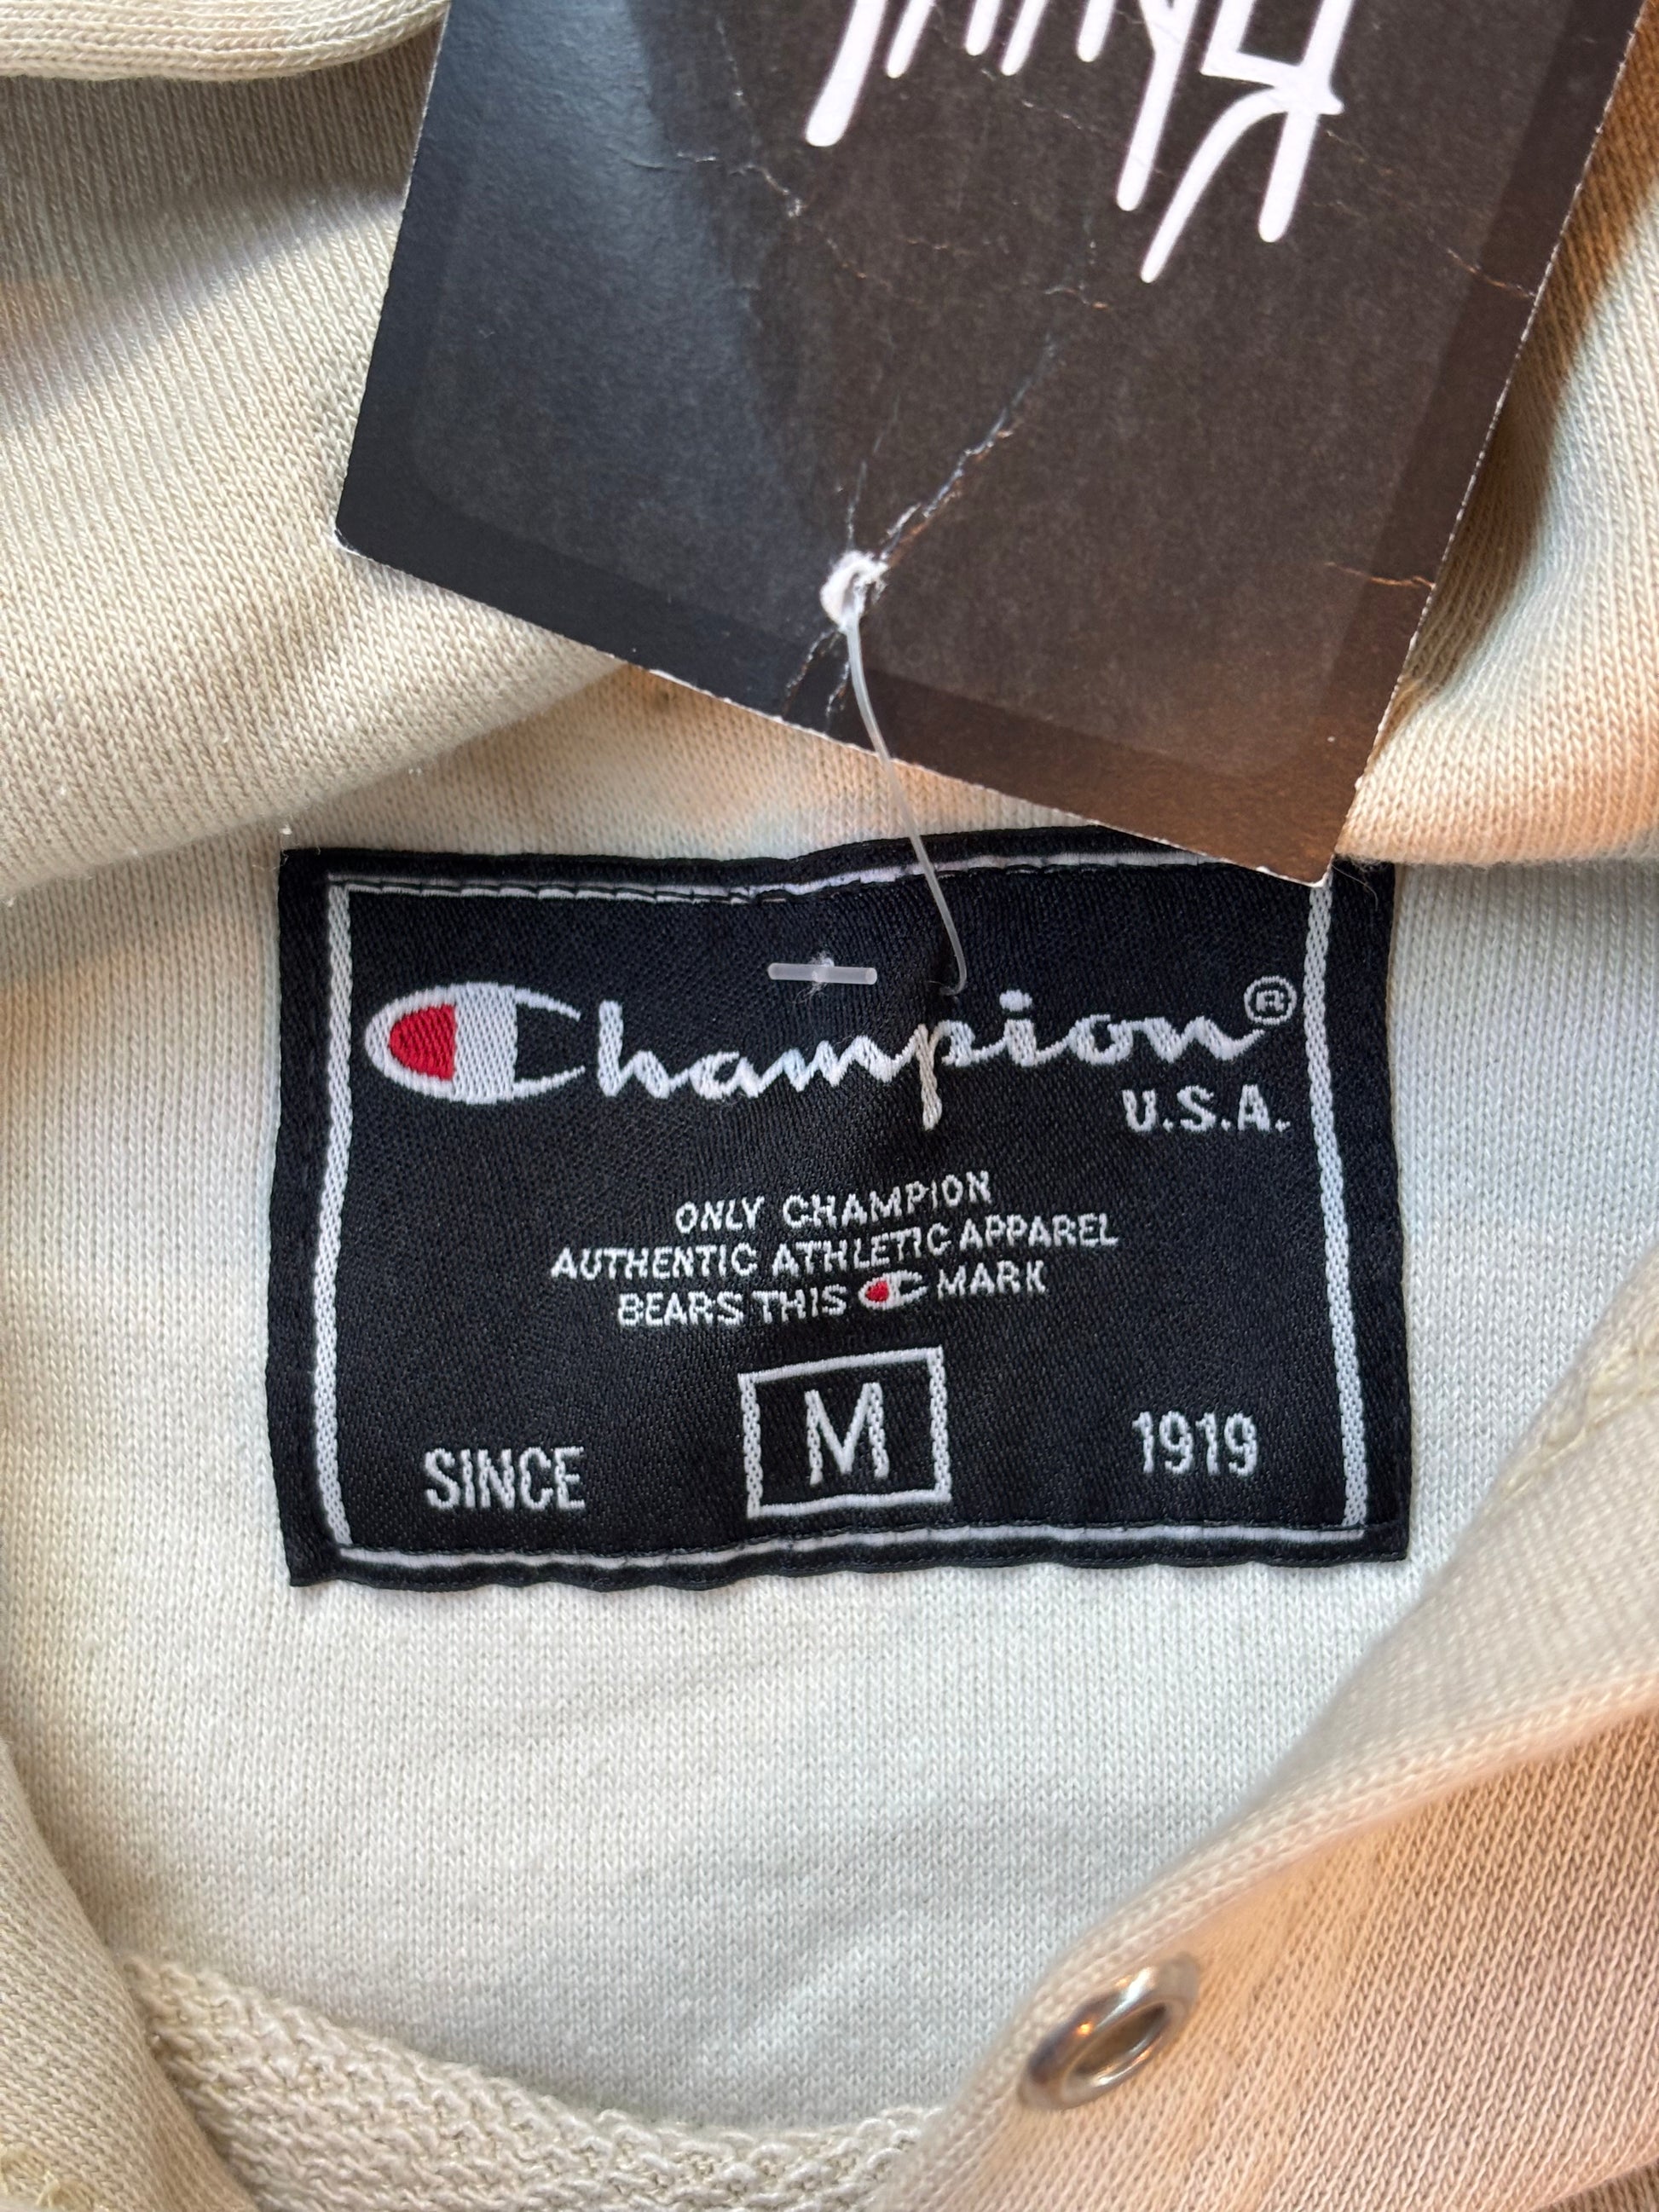 Champion®
U.S.A.
ONLY CHAMPION
AUTHENTIC ATHLETIC APPAREL
BEARS THIS C MARK
M
SINCE 1919